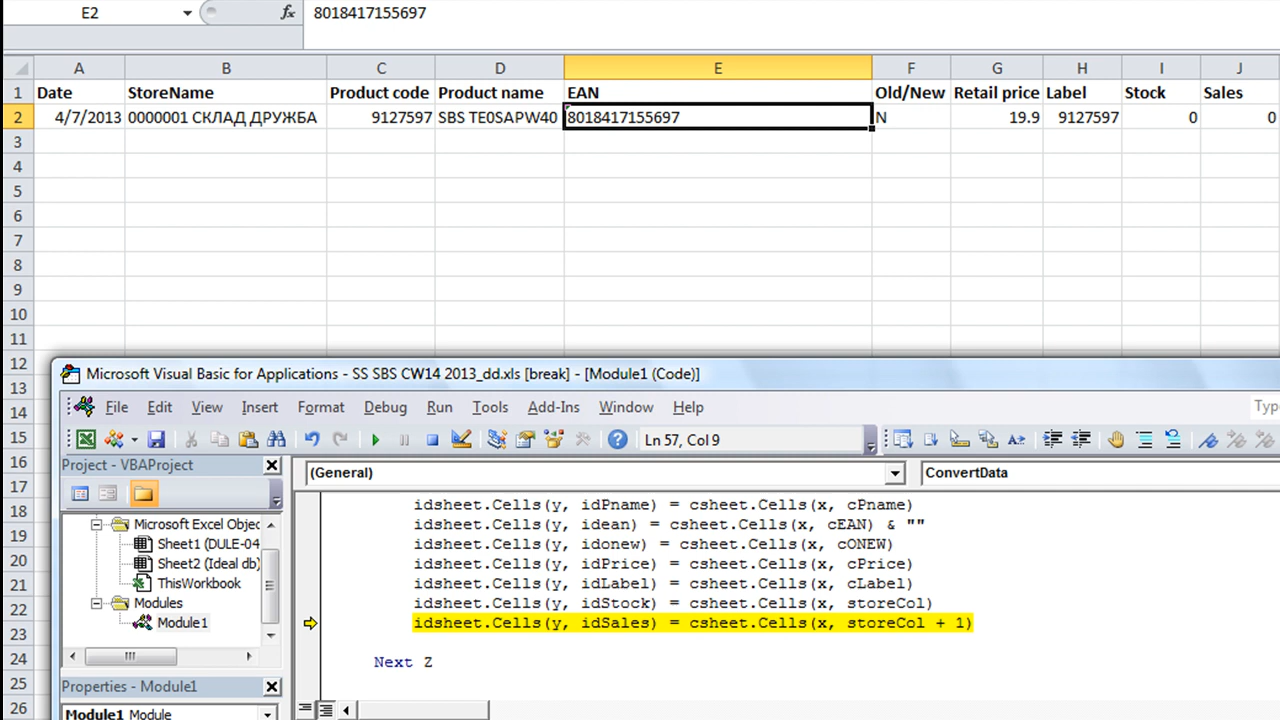 E2 fx 8018417155697
A B C D E F G H I J
1 Date StoreName Product code Product name EAN Old/New Retail price Label Stock Sales
2 4/7/2013 0000001 СКЛАД ДРУЖБА 9127597 SBS TE0SAPW40 8018417155697 N 19.9 9127597 0 0
3
4
5
6
7
8
9
10
11
12
13
14
15
16
17
18
19
20
21
22
23
24
25
26
Microsoft Visual Basic for Applications - SS SBS CW14 2013_dd.xls [break] - [Module1 (Code)]
File Edit View Insert Format Debug Run Tools Add-Ins Window Help
Ln 57, Col 9
Project - VBAProject
Microsoft Excel Objec
Sheet1 (DULE-04
Sheet2 (Ideal db)
ThisWorkbook
Modules
Module1
Properties - Module1
Module1 Module
(General) ConvertData
idsheet.Cells(y, idPname) = csheet.Cells(x, cPname)
idsheet.Cells(y, idean) = csheet.Cells(x, cEAN) & ""
idsheet.Cells(y, idonew) = csheet.Cells(x, cONEW)
idsheet.Cells(y, idPrice) = csheet.Cells(x, cPrice)
idsheet.Cells(y, idLabel) = csheet.Cells(x, cLabel)
idsheet.Cells(y, idStock) = csheet.Cells(x, storeCol)
idsheet.Cells(y, idSales) = csheet.Cells(x, storeCol + 1)
Next Z